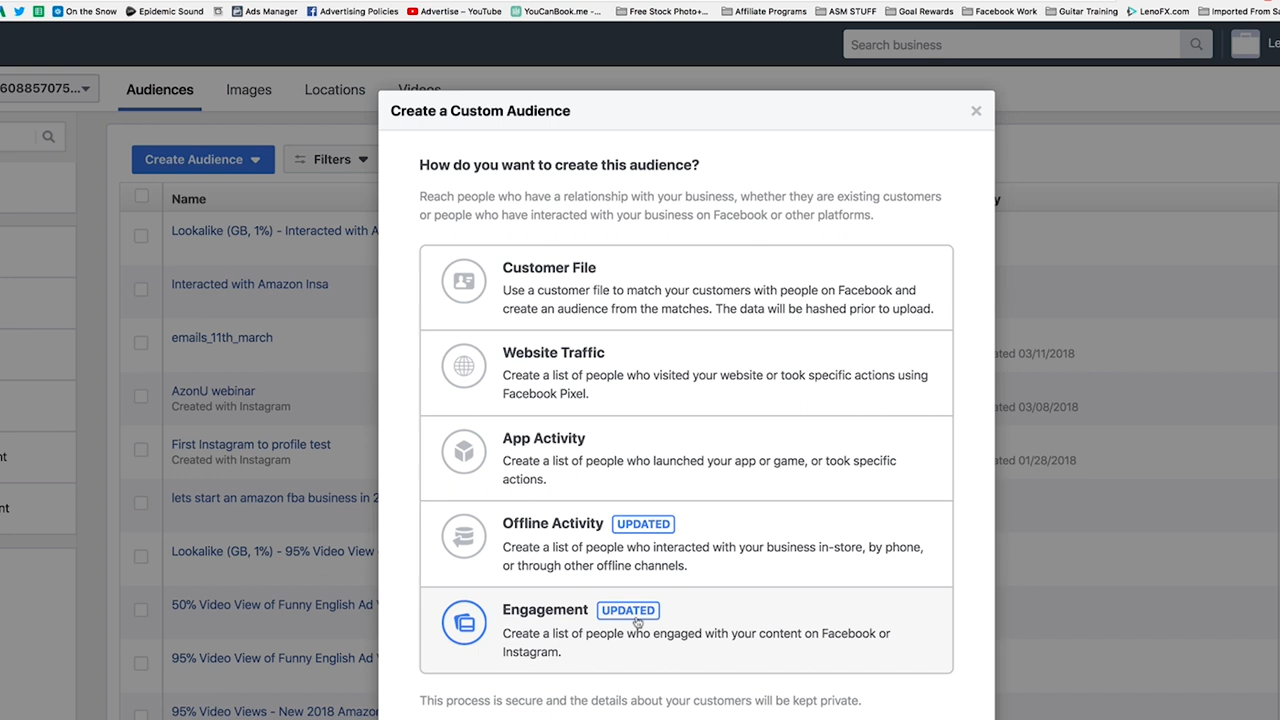 On the Snow
Epidemic Sound
Ads Manager
Advertising Policies
Advertise – YouTube
YouCanBook.me -...
Free Stock Photo+...
Affiliate Programs
ASM STUFF
Goal Rewards
Facebook Work
Guitar Training
LenoFX.com
Imported From Sa
Search business
Le
608857075...
Audiences
Images
Locations
Videos
Create a Custom Audience
Create Audience
Filters
How do you want to create this audience?
Reach people who have a relationship with your business, whether they are existing customers
or people who have interacted with your business on Facebook or other platforms.
Name
y
Lookalike (GB, 1%) - Interacted with A
Interacted with Amazon Insa
emails_11th_march
ated 03/11/2018
AzonU webinar
Created with Instagram
ated 03/08/2018
First Instagram to profile test
Created with Instagram
ated 01/28/2018
nt
lets start an amazon fba business in 2
nt
Lookalike (GB, 1%) - 95% Video View
50% Video View of Funny English Ad
95% Video View of Funny English Ad
95% Video Views - New 2018 Amazo
Customer File
Use a customer file to match your customers with people on Facebook and
create an audience from the matches. The data will be hashed prior to upload.
Website Traffic
Create a list of people who visited your website or took specific actions using
Facebook Pixel.
App Activity
Create a list of people who launched your app or game, or took specific
actions.
Offline Activity UPDATED
Create a list of people who interacted with your business in-store, by phone,
or through other offline channels.
Engagement UPDATED
Create a list of people who engaged with your content on Facebook or
Instagram.
This process is secure and the details about your customers will be kept private.